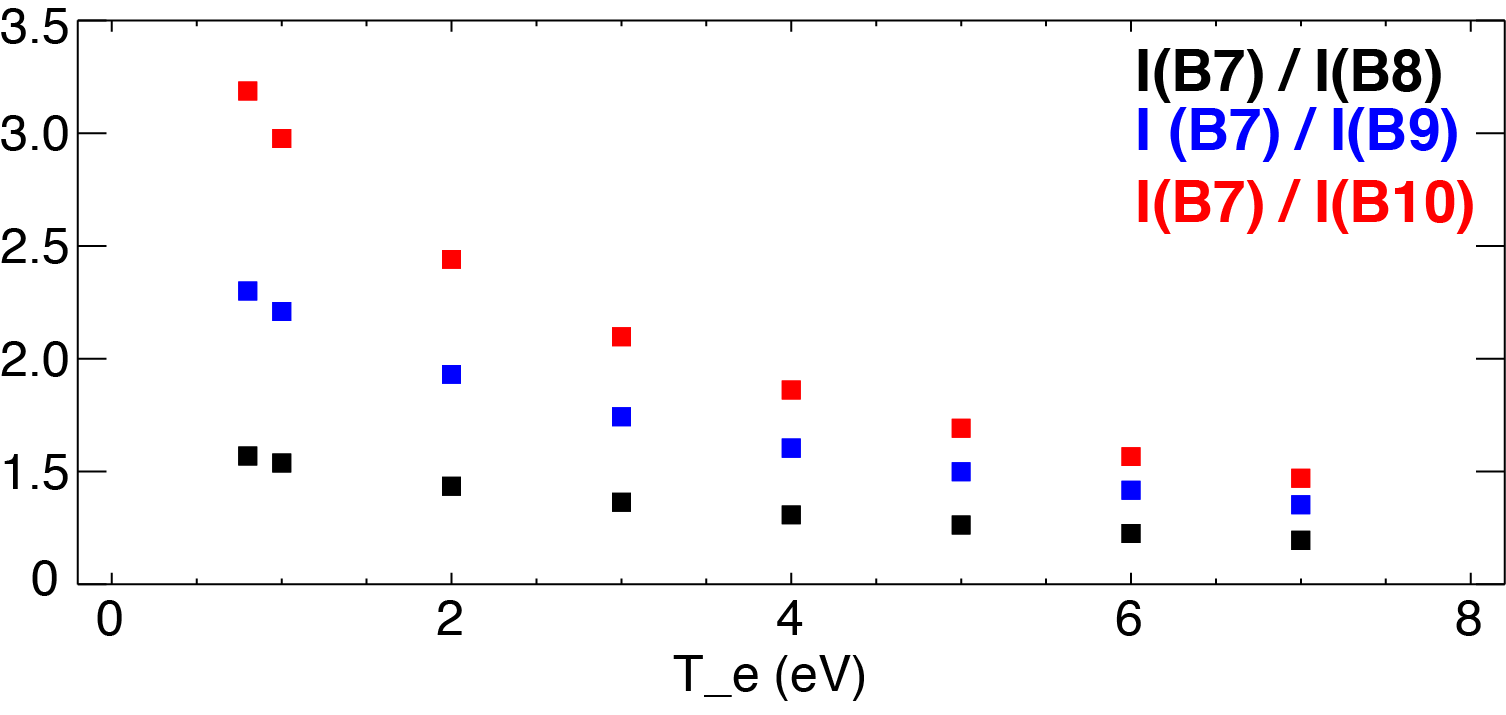 3.5
3.0
2.5
2.0
1.5
0
I(B7) / I(B8)
I (B7) / I(B9)
I(B7) / I(B10)
0 2 4 6 8
T_e (eV)